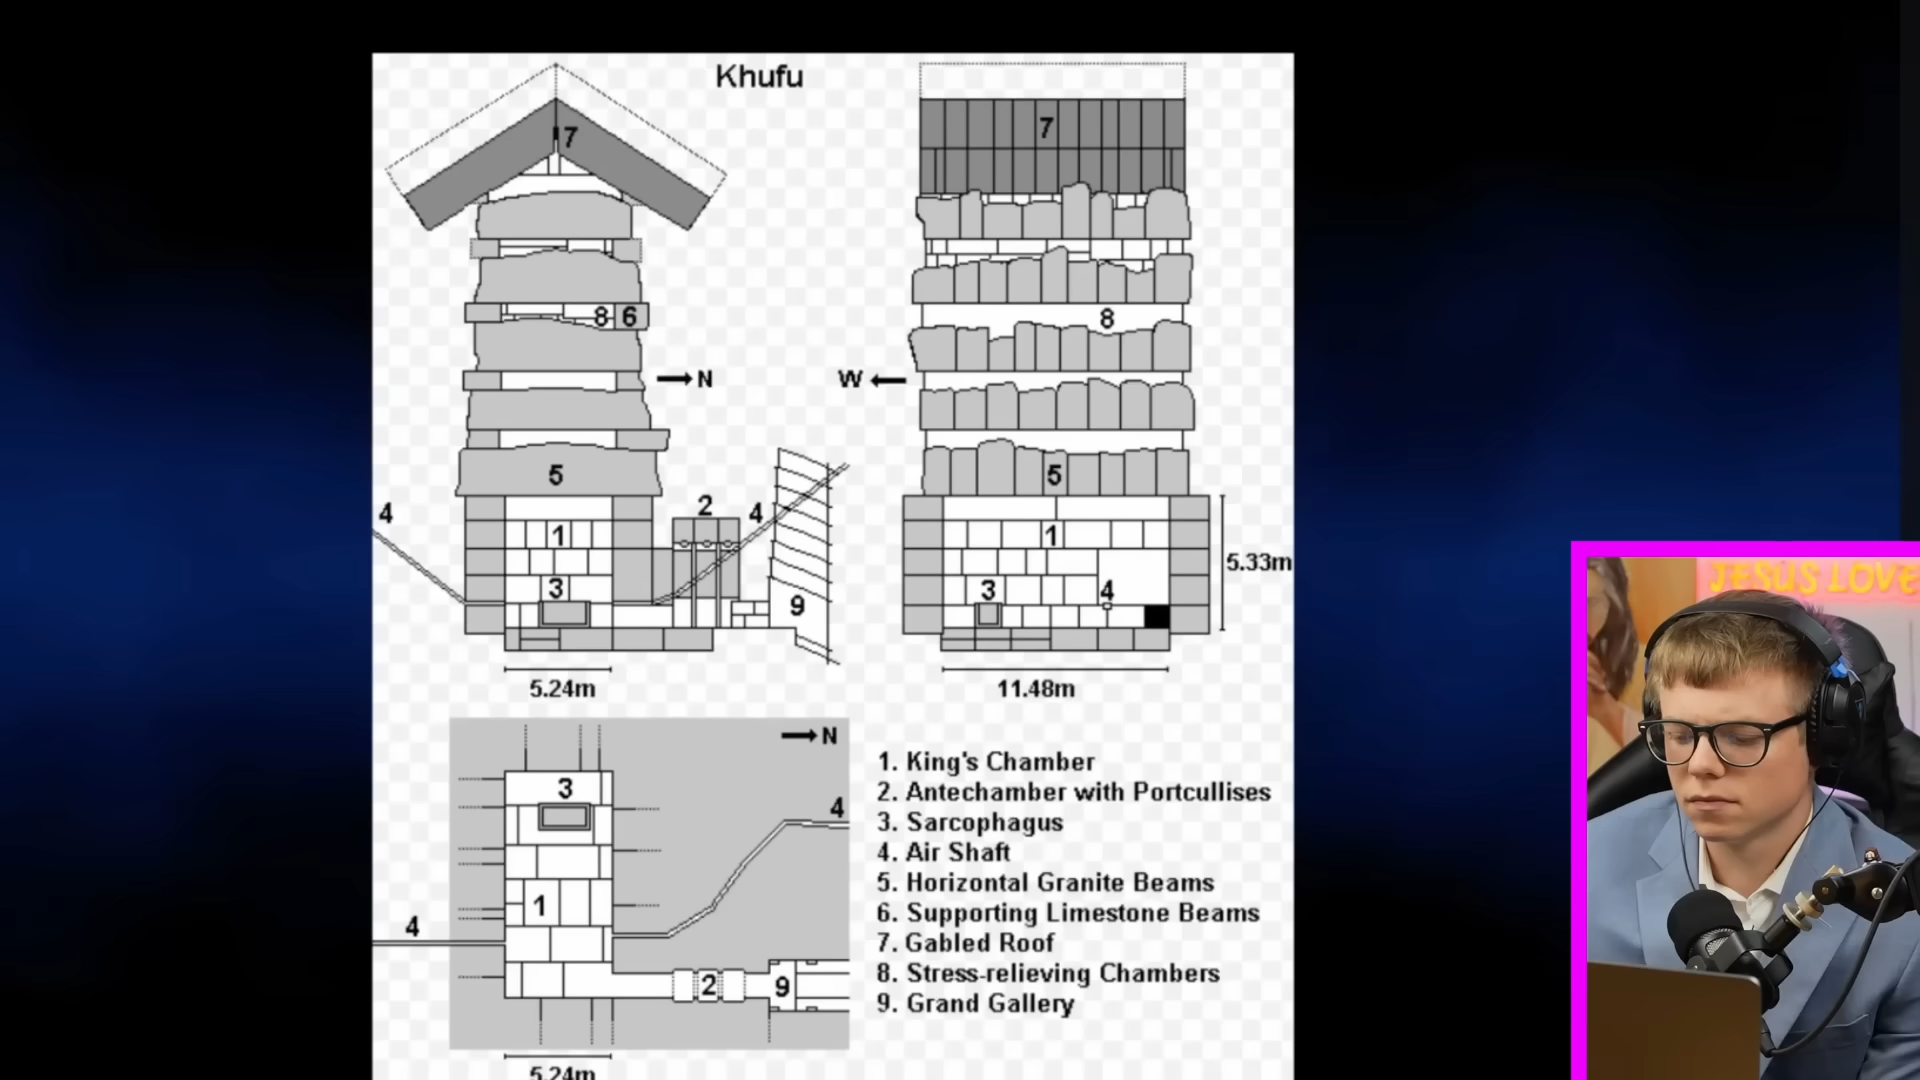 Khufu
7
7
8 6
8
N
W
5
5
2
4
4
1
1
3
3
4
9
5.33m
5.24m
11.48m
N
3
4
1
4
2
9
5.24m
1. King's Chamber
2. Antechamber with Portcullises
3. Sarcophagus
4. Air Shaft
5. Horizontal Granite Beams
6. Supporting Limestone Beams
7. Gabled Roof
8. Stress-relieving Chambers
9. Grand Gallery
JESUS LOVE